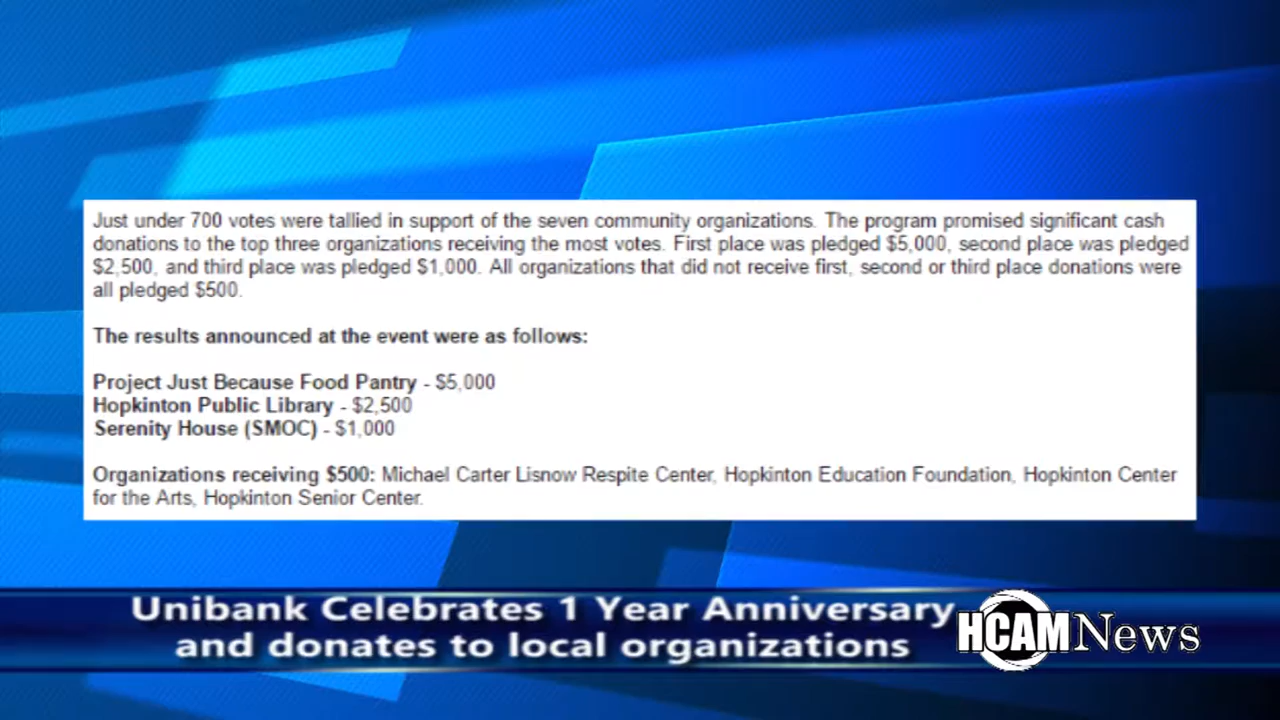 Just under 700 votes were tallied in support of the seven community organizations. The program promised significant cash
donations to the top three organizations receiving the most votes. First place was pledged $5,000, second place was pledged
$2,500, and third place was pledged $1,000. All organizations that did not receive first, second or third place donations were
all pledged $500.
The results announced at the event were as follows:
Project Just Because Food Pantry - $5,000
Hopkinton Public Library - $2,500
Serenity House (SMOC) - $1,000
Organizations receiving $500: Michael Carter Lisnow Respite Center, Hopkinton Education Foundation, Hopkinton Center
for the Arts, Hopkinton Senior Center.
Unibank Celebrates 1 Year Anniversary
and donates to local organizations
HCAM News